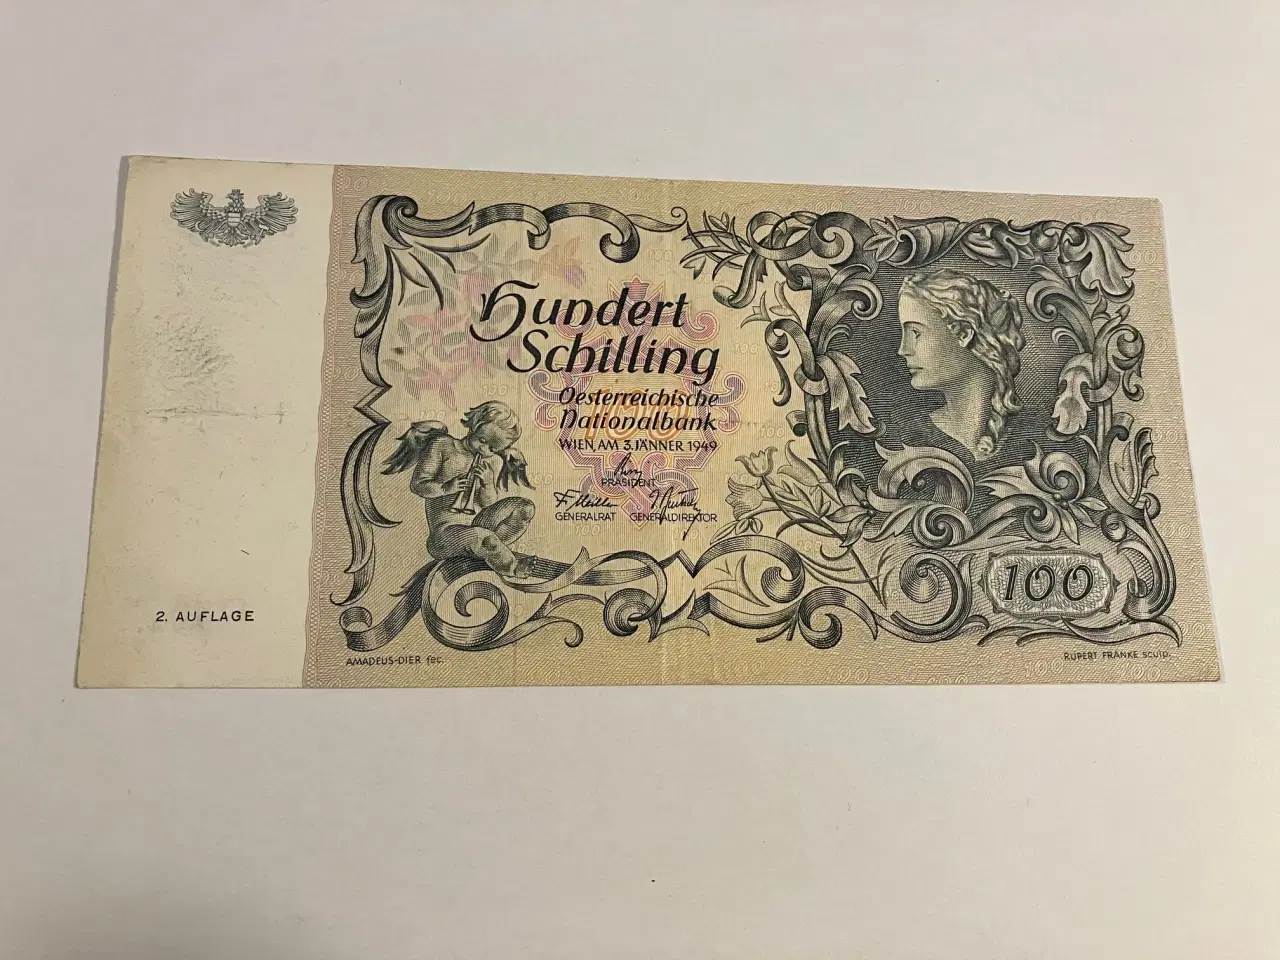 Hundert
Schilling
Oesterreichische
Nationalbank
WIEN, AM 3. JÄNNER 1949
PRÄSIDENT
GENERALRAT GENERALDIREKTOR
100
2. AUFLAGE
AMADEUS-DIER fec.
RUPERT FRANKE sculp.